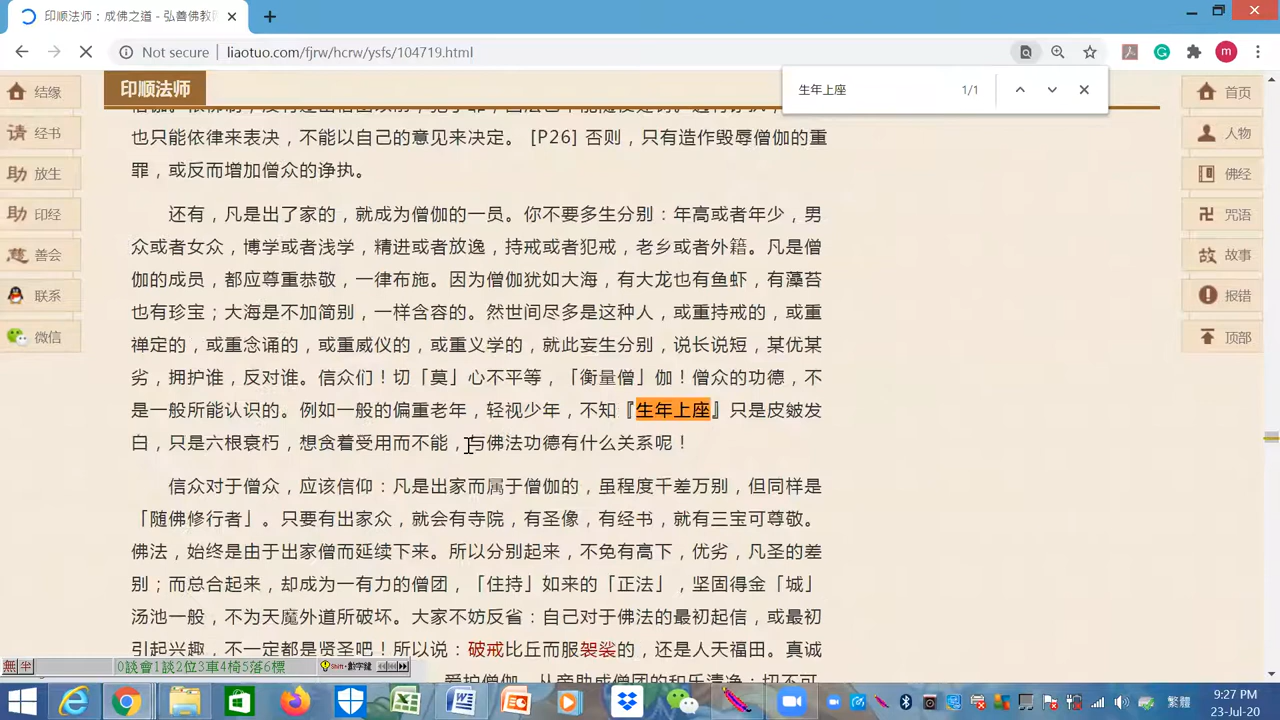 印顺法师：成佛之道 - 弘善佛教
Not secure
liaotuo.com/fjrw/hcrw/ysfs/104719.html
m
生年上座
1/1
印顺法师
结缘
经书
放生
印经
善会
联系
微信
首页
人物
佛经
咒语
故事
报错
顶部
也只能依律来表决，不能以自己的意见来决定。 [P26] 否则，只有造作毁辱僧伽的重
罪，或反而增加僧众的诤执。
还有，凡是出了家的，就成为僧伽的一员。你不要多生分别：年高或者年少，男
众或者女众，博学或者浅学，精进或者放逸，持戒或者犯戒，老乡或者外籍。凡是僧
伽的成员，都应尊重恭敬，一律布施。因为僧伽犹如大海，有大龙也有鱼虾，有藻苔
也有珍宝；大海是不加简别，一样含容的。然世间尽多是这种人，或重持戒的，或重
禅定的，或重念诵的，或重威仪的，或重义学的，就此妄生分别，说长说短，某优某
劣，拥护谁，反对谁。信众们！切「莫」心不平等，「衡量僧」伽！僧众的功德，不
是一般所能认识的。例如一般的偏重老年，轻视少年，不知『生年上座』只是皮皱发
白，只是六根衰朽，想贪着受用而不能，与佛法功德有什么关系呢！
信众对于僧众，应该信仰：凡是出家而属于僧伽的，虽程度千差万别，但同样是
「随佛修行者」。只要有出家众，就会有寺院，有圣像，有经书，就有三宝可尊敬。
佛法，始终是由于出家僧而延续下来。所以分别起来，不免有高下，优劣，凡圣的差
别；而总合起来，却成为一有力的僧团，「住持」如来的「正法」，坚固得金「城」
汤池一般，不为天魔外道所破坏。大家不妨反省：自己对于佛法的最初起信，或最初
引起兴趣，不一定都是贤圣吧！所以说：破戒比丘而服袈裟的，还是人天福田。真诚
無 半
0談會1談2位3車4椅5落6標
Shift+數字鍵
繁體
9:27 PM
23-Jul-20